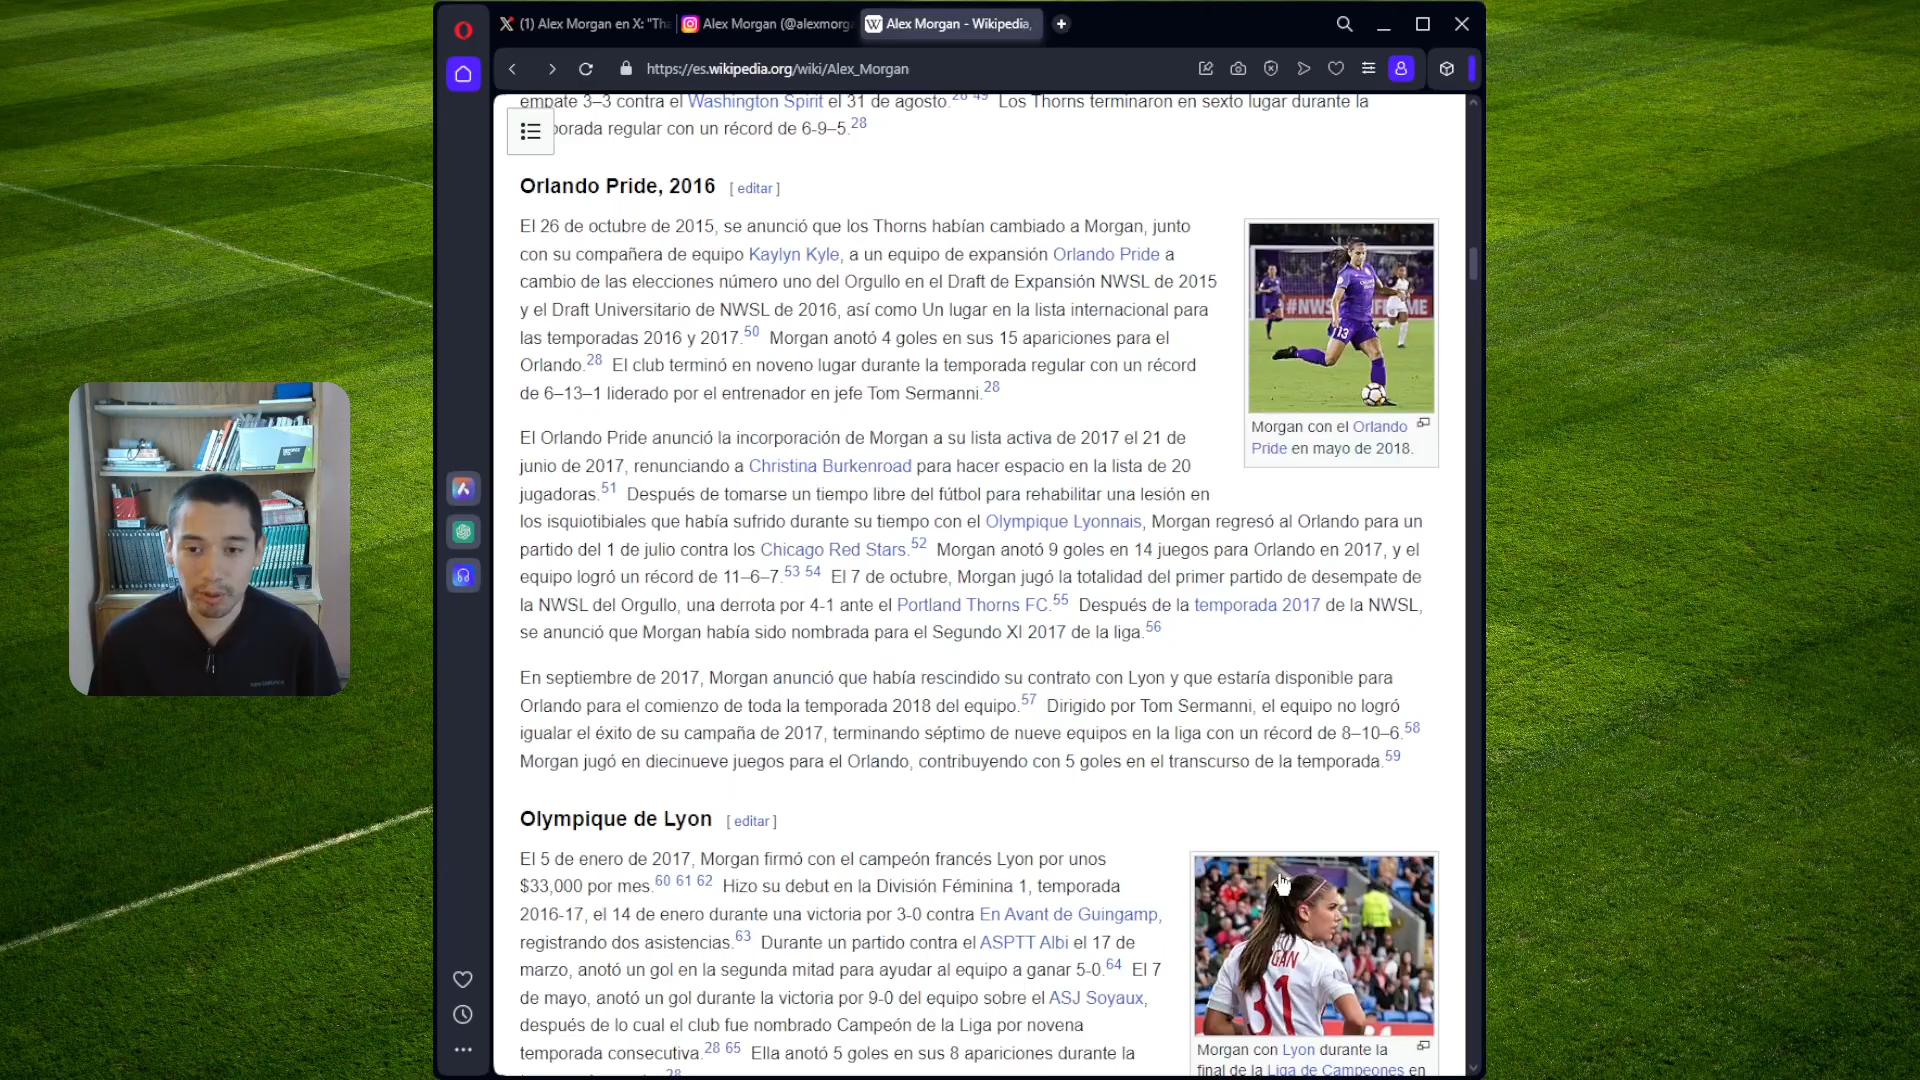 (1) Alex Morgan en X: "Tha
Alex Morgan (@alexmorg
Alex Morgan - Wikipedia,
https://es.wikipedia.org/wiki/Alex_Morgan
empate 3–3 contra el Washington Spirit el 31 de agosto.28 49 Los Thorns terminaron en sexto lugar durante la
porada regular con un récord de 6-9–5.28
Orlando Pride, 2016 [ editar ]
El 26 de octubre de 2015, se anunció que los Thorns habían cambiado a Morgan, junto
con su compañera de equipo Kaylyn Kyle, a un equipo de expansión Orlando Pride a
cambio de las elecciones número uno del Orgullo en el Draft de Expansión NWSL de 2015
y el Draft Universitario de NWSL de 2016, así como Un lugar en la lista internacional para
las temporadas 2016 y 2017.50 Morgan anotó 4 goles en sus 15 apariciones para el
Orlando.28 El club terminó en noveno lugar durante la temporada regular con un récord
de 6–13–1 liderado por el entrenador en jefe Tom Sermanni.28
#NWS
13
Morgan con el Orlando
Pride en mayo de 2018.
El Orlando Pride anunció la incorporación de Morgan a su lista activa de 2017 el 21 de
junio de 2017, renunciando a Christina Burkenroad para hacer espacio en la lista de 20
jugadoras.51 Después de tomarse un tiempo libre del fútbol para rehabilitar una lesión en
los isquiotibiales que había sufrido durante su tiempo con el Olympique Lyonnais, Morgan regresó al Orlando para un
partido del 1 de julio contra los Chicago Red Stars.52 Morgan anotó 9 goles en 14 juegos para Orlando en 2017, y el
equipo logró un récord de 11–6–7.53 54 El 7 de octubre, Morgan jugó la totalidad del primer partido de desempate de
la NWSL del Orgullo, una derrota por 4-1 ante el Portland Thorns FC.55 Después de la temporada 2017 de la NWSL,
se anunció que Morgan había sido nombrada para el Segundo XI 2017 de la liga.56
En septiembre de 2017, Morgan anunció que había rescindido su contrato con Lyon y que estaría disponible para
Orlando para el comienzo de toda la temporada 2018 del equipo.57 Dirigido por Tom Sermanni, el equipo no logró
igualar el éxito de su campaña de 2017, terminando séptimo de nueve equipos en la liga con un récord de 8–10–6.58
Morgan jugó en diecinueve juegos para el Orlando, contribuyendo con 5 goles en el transcurso de la temporada.59
Olympique de Lyon [ editar ]
El 5 de enero de 2017, Morgan firmó con el campeón francés Lyon por unos
$33,000 por mes.60 61 62 Hizo su debut en la División Féminina 1, temporada
2016-17, el 14 de enero durante una victoria por 3-0 contra En Avant de Guingamp,
registrando dos asistencias.63 Durante un partido contra el ASPTT Albi el 17 de
marzo, anotó un gol en la segunda mitad para ayudar al equipo a ganar 5-0.64 El 7
de mayo, anotó un gol durante la victoria por 9-0 del equipo sobre el ASJ Soyaux,
después de lo cual el club fue nombrado Campeón de la Liga por novena
temporada consecutiva.28 65 Ella anotó 5 goles en sus 8 apariciones durante la
28
GAN
31
Morgan con Lyon durante la
final de la Liga de Campeones en